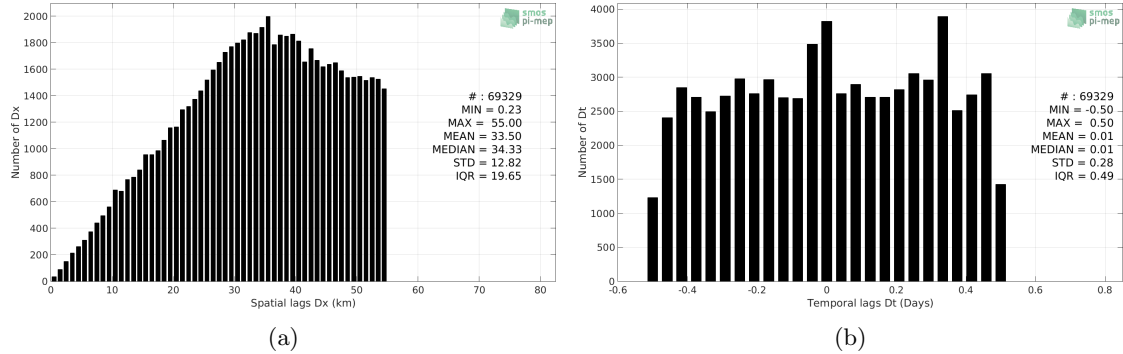 2000
1800
1600
1400
1200
1000
800
600
400
200
0
Number of Dx
0 10 20 30 40 50 60 70 80
Spatial lags Dx (km)
smos
pi-mep
# : 69329
MIN = 0.23
MAX = 55.00
MEAN = 33.50
MEDIAN = 34.33
STD = 12.82
IQR = 19.65
(a)
4000
3500
3000
2500
2000
1500
1000
500
0
Number of Dt
-0.6 -0.4 -0.2 0 0.2 0.4 0.6 0.8
Temporal lags Dt (Days)
smos
pi-mep
# : 69329
MIN = -0.50
MAX = 0.50
MEAN = 0.01
MEDIAN = 0.01
STD = 0.28
IQR = 0.49
(b)